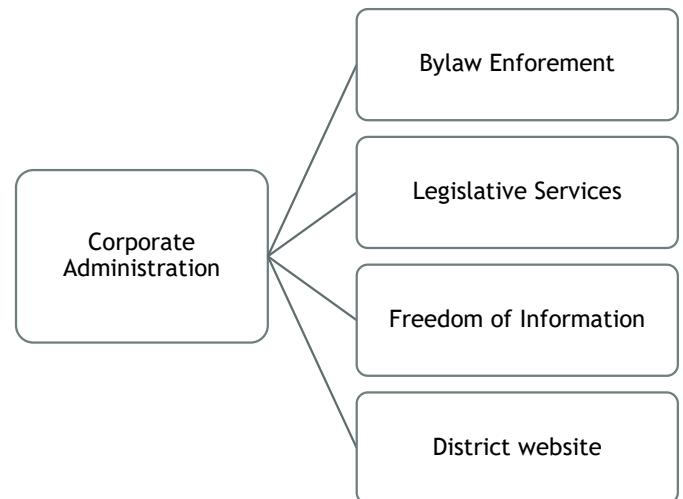 Corporate
Administration
Bylaw Enforement
Legislative Services
Freedom of Information
District website